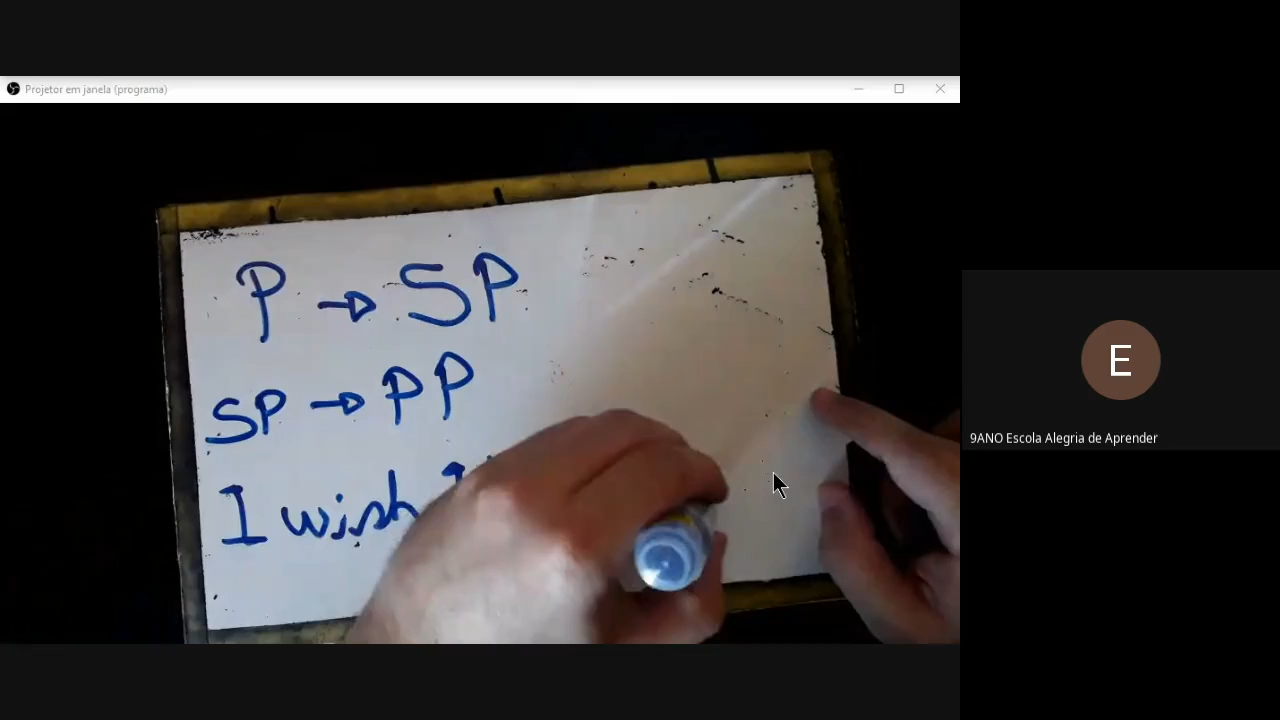 Projetor em janela (programa)
P → SP
SP → PP
I wish I
E
9ANO Escola Alegria de Aprender